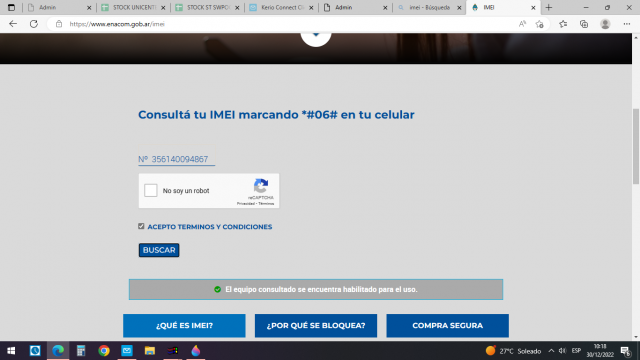 Admin
STOCK UNICENTI
STOCK ST SWPO
Kerio Connect Cl
Admin
imei - Búsqueda
IMEI
https://www.enacom.gob.ar/imei
Consultá tu IMEI marcando *#06# en tu celular
Nº 356140094867
No soy un robot
reCAPTCHA
Privacidad - Términos
ACEPTO TERMINOS Y CONDICIONES
BUSCAR
El equipo consultado se encuentra habilitado para el uso.
¿QUÉ ES IMEI?
¿POR QUÉ SE BLOQUEA?
COMPRA SEGURA
27°C Soleado
ESP
10:18
30/12/2022